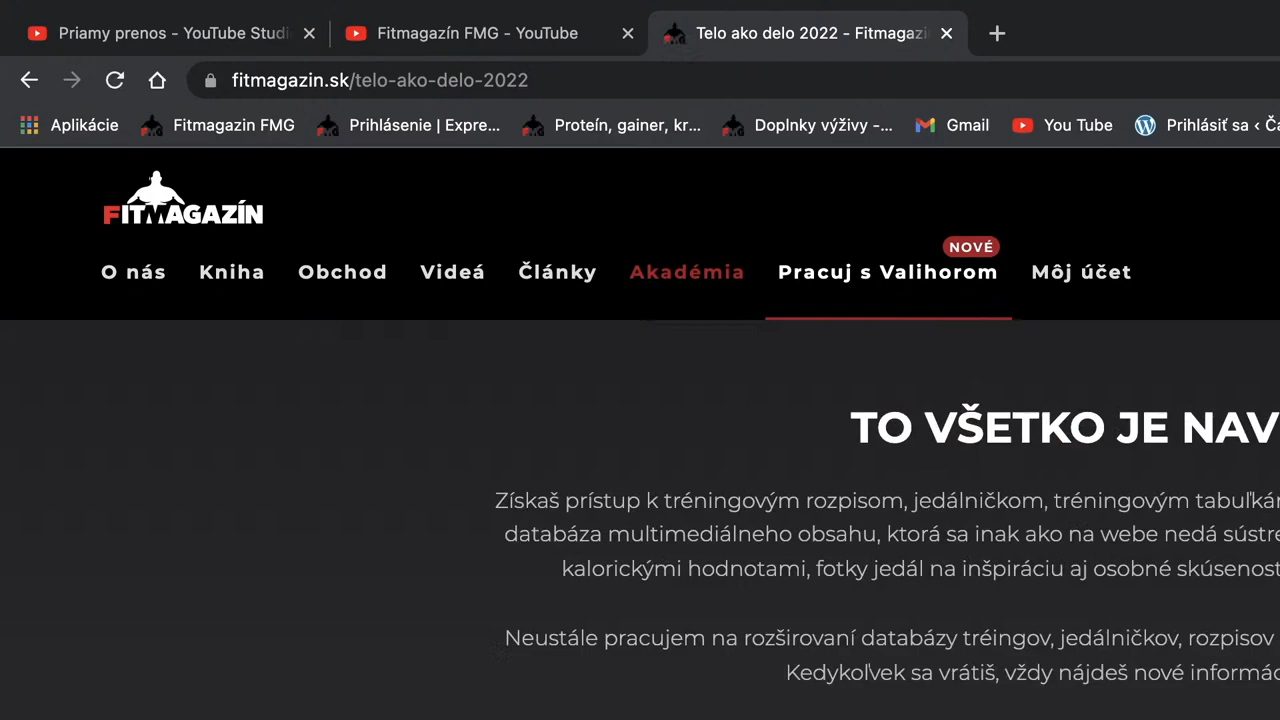 Priamy prenos - YouTube Studi
Fitmagazín FMG - YouTube
Telo ako delo 2022 - Fitmagazi
fitmagazin.sk/telo-ako-delo-2022
Aplikácie
Fitmagazin FMG
Prihlásenie | Expre...
Proteín, gainer, kr...
Doplnky výživy -...
Gmail
You Tube
Prihlásiť sa ‹ Ča
FITMAGAZÍN
NOVÉ
O nás
Kniha
Obchod
Videá
Články
Akadémia
Pracuj s Valihorom
Môj účet
TO VŠETKO JE NAV
Získaš prístup k tréningovým rozpisom, jedálničkom, tréningovým tabuľkám
databáza multimediálneho obsahu, ktorá sa inak ako na webe nedá sústre
kalorickými hodnotami, fotky jedál na inšpiráciu aj osobné skúsenost
Neustále pracujem na rozširovaní databázy tréingov, jedálničkov, rozpisov
Kedykoľvek sa vrátiš, vždy nájdeš nové informác